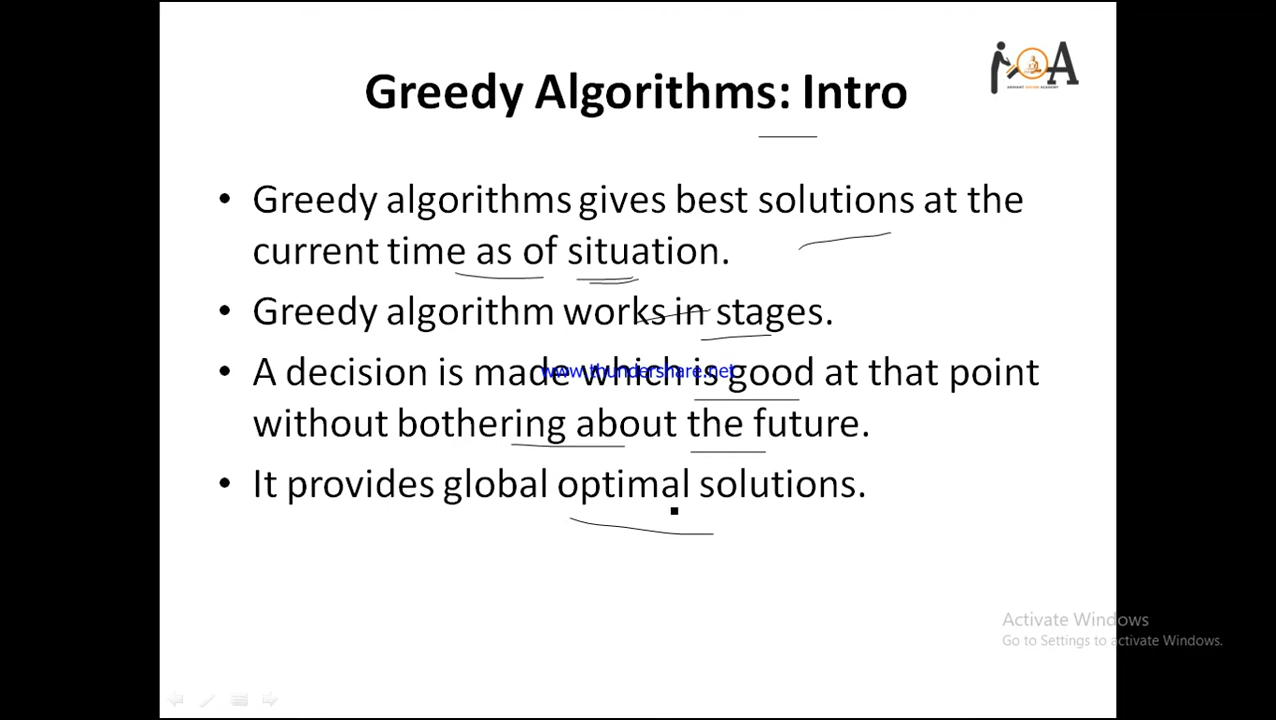 Greedy Algorithms: Intro
• Greedy algorithms gives best solutions at the
current time as of situation.
• Greedy algorithm works in stages.
• A decision is made which is good at that point
www.thundershare.net
without bothering about the future.
• It provides global optimal solutions.
Activate Windows
Go to Settings to activate Windows.